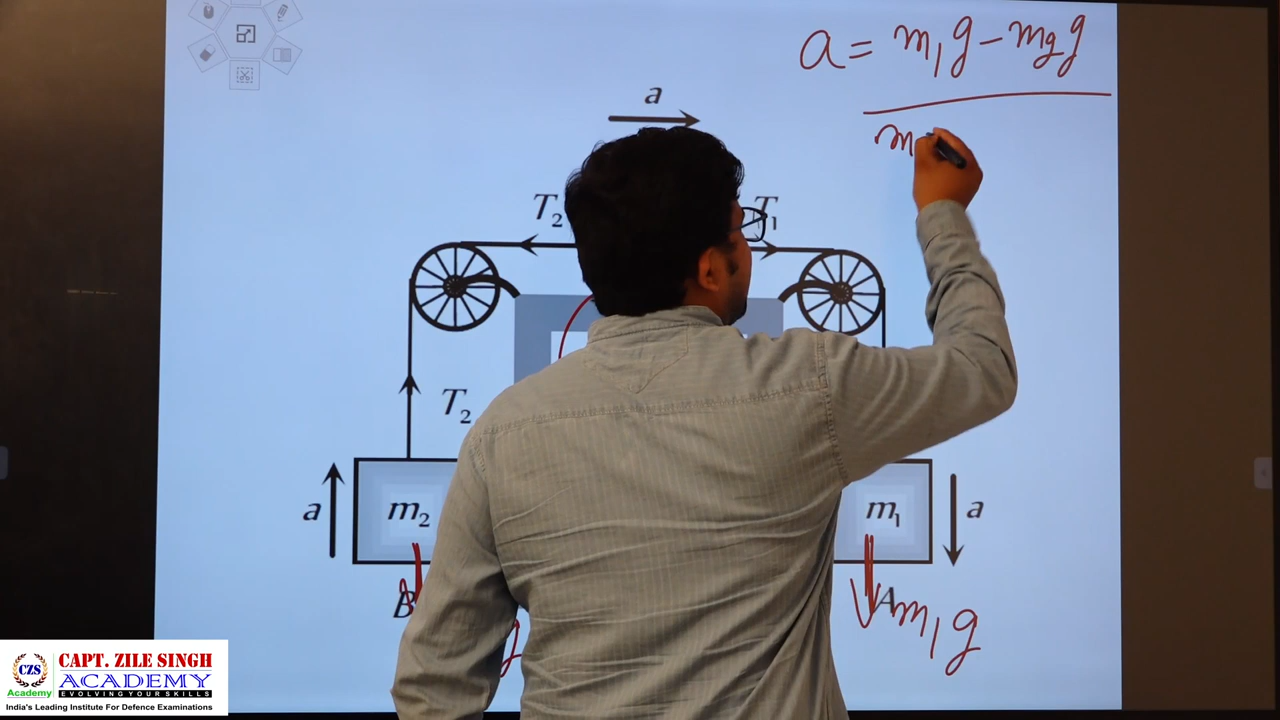 a = m₁g - m₂g
m
a
T₂ T₁
T₂
a m₂ m₁ a
B A m₁g
g
CZS
Academy
CAPT. ZILE SINGH
ACADEMY
EVOLVING YOUR SKILLS
India's Leading Institute For Defence Examinations